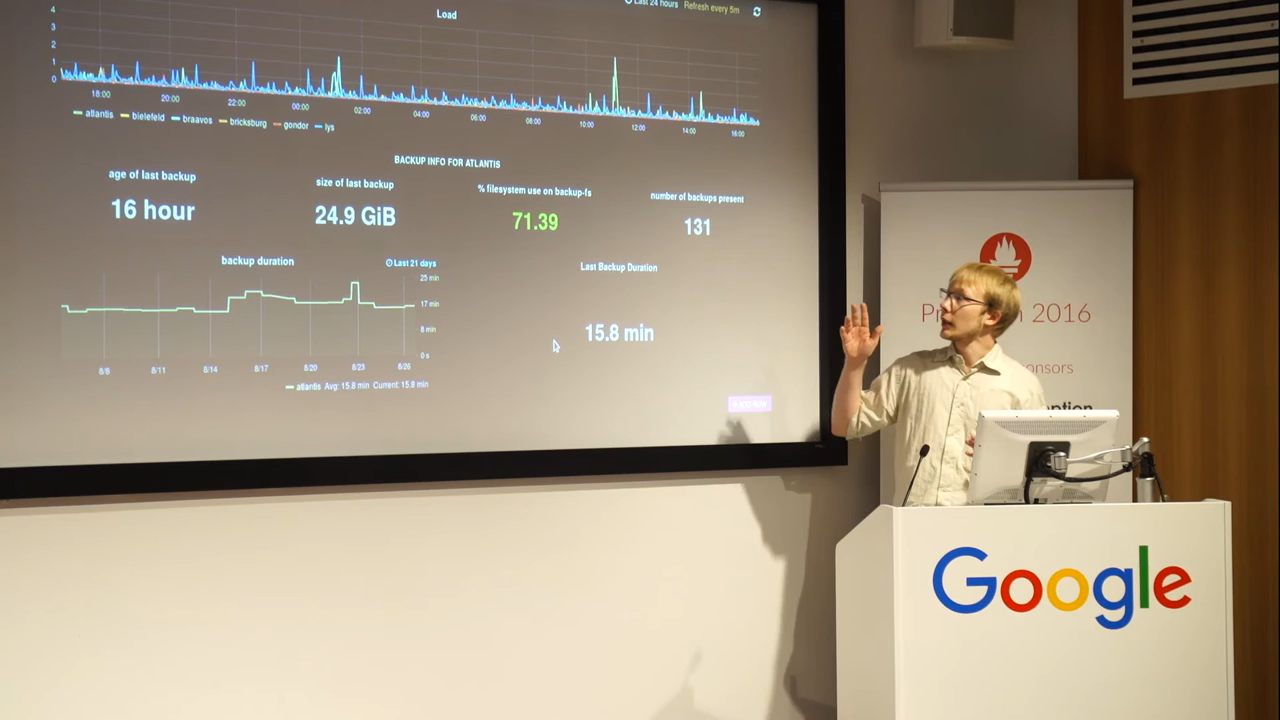 Last 24 hours Refresh every 5m
Load
4
3
2
1
0
18:00 20:00 22:00 00:00 02:00 04:00 06:00 08:00 10:00 12:00 14:00 16:00
atlantis bielefeld braavos bricksburg gondor lys
BACKUP INFO FOR ATLANTIS
age of last backup
16 hour
size of last backup
24.9 GiB
% filesystem use on backup-fs
71.39
number of backups present
131
backup duration
Last 21 days
25 min
17 min
8 min
0 s
8/8 8/11 8/14 8/17 8/20 8/23 8/26
atlantis Avg: 15.8 min Current: 15.8 min
Last Backup Duration
15.8 min
2016
onsors
ption
Google